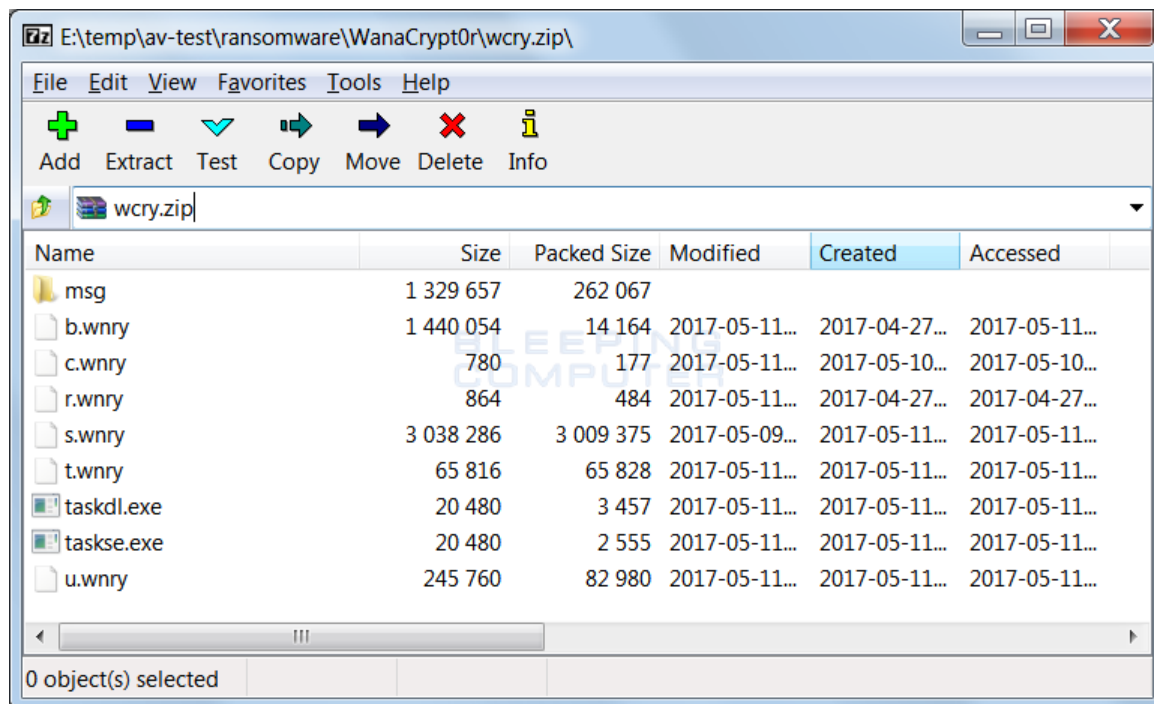 7z E:\temp\av-test\ransomware\WanaCrypt0r\wcry.zip\
File Edit View Favorites Tools Help
Add Extract Test Copy Move Delete Info
wcry.zip
Name Size Packed Size Modified Created Accessed
msg 1 329 657 262 067
b.wnry 1 440 054 14 164 2017-05-11... 2017-04-27... 2017-05-11...
c.wnry 780 177 2017-05-11... 2017-05-10... 2017-05-10...
r.wnry 864 484 2017-05-11... 2017-04-27... 2017-04-27...
s.wnry 3 038 286 3 009 375 2017-05-09... 2017-05-11... 2017-05-11...
t.wnry 65 816 65 828 2017-05-11... 2017-05-11... 2017-05-11...
taskdl.exe 20 480 3 457 2017-05-11... 2017-05-11... 2017-05-11...
taskse.exe 20 480 2 555 2017-05-11... 2017-05-11... 2017-05-11...
u.wnry 245 760 82 980 2017-05-11... 2017-05-11... 2017-05-11...
0 object(s) selected
BLEEPING
COMPUTER